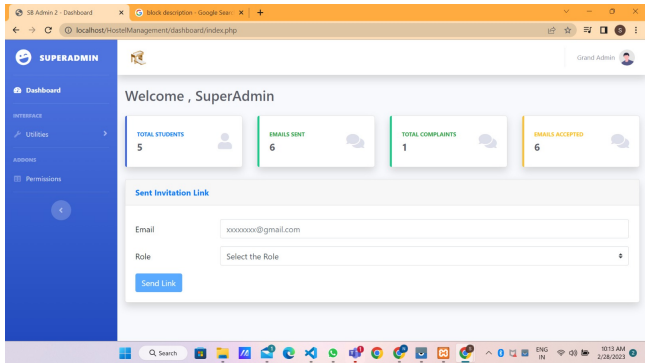 SB Admin 2 - Dashboard
block description - Google Searc
localhost/HostelManagement/dashboard/index.php
SUPERADMIN
Grand Admin
Dashboard
Welcome , SuperAdmin
INTERFACE
Utilities
ADDONS
Permissions
TOTAL STUDENTS
5
EMAILS SENT
6
TOTAL COMPLAINTS
1
EMAILS ACCEPTED
6
Sent Invitation Link
Email
xxxxxxxx@gmail.com
Role
Select the Role
Send Link
Search
ENG
IN
10:13 AM
2/28/2023